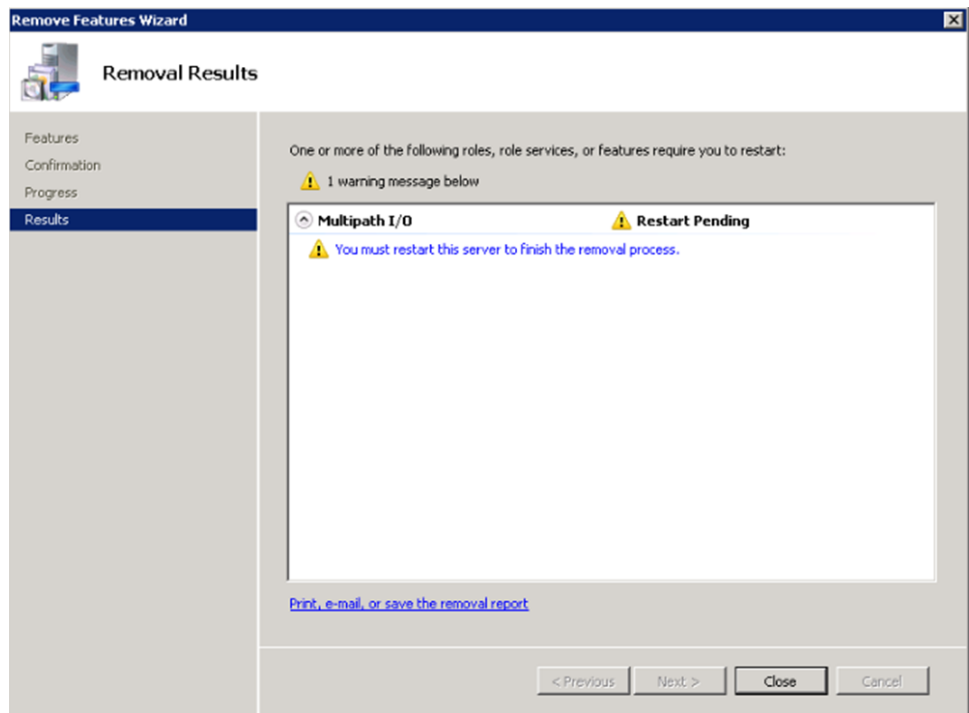 Remove Features Wizard
Removal Results
Features
Confirmation
Progress
Results
One or more of the following roles, role services, or features require you to restart:
1 warning message below
Multipath I/O Restart Pending
You must restart this server to finish the removal process.
Print, e-mail, or save the removal report
< Previous Next > Close Cancel